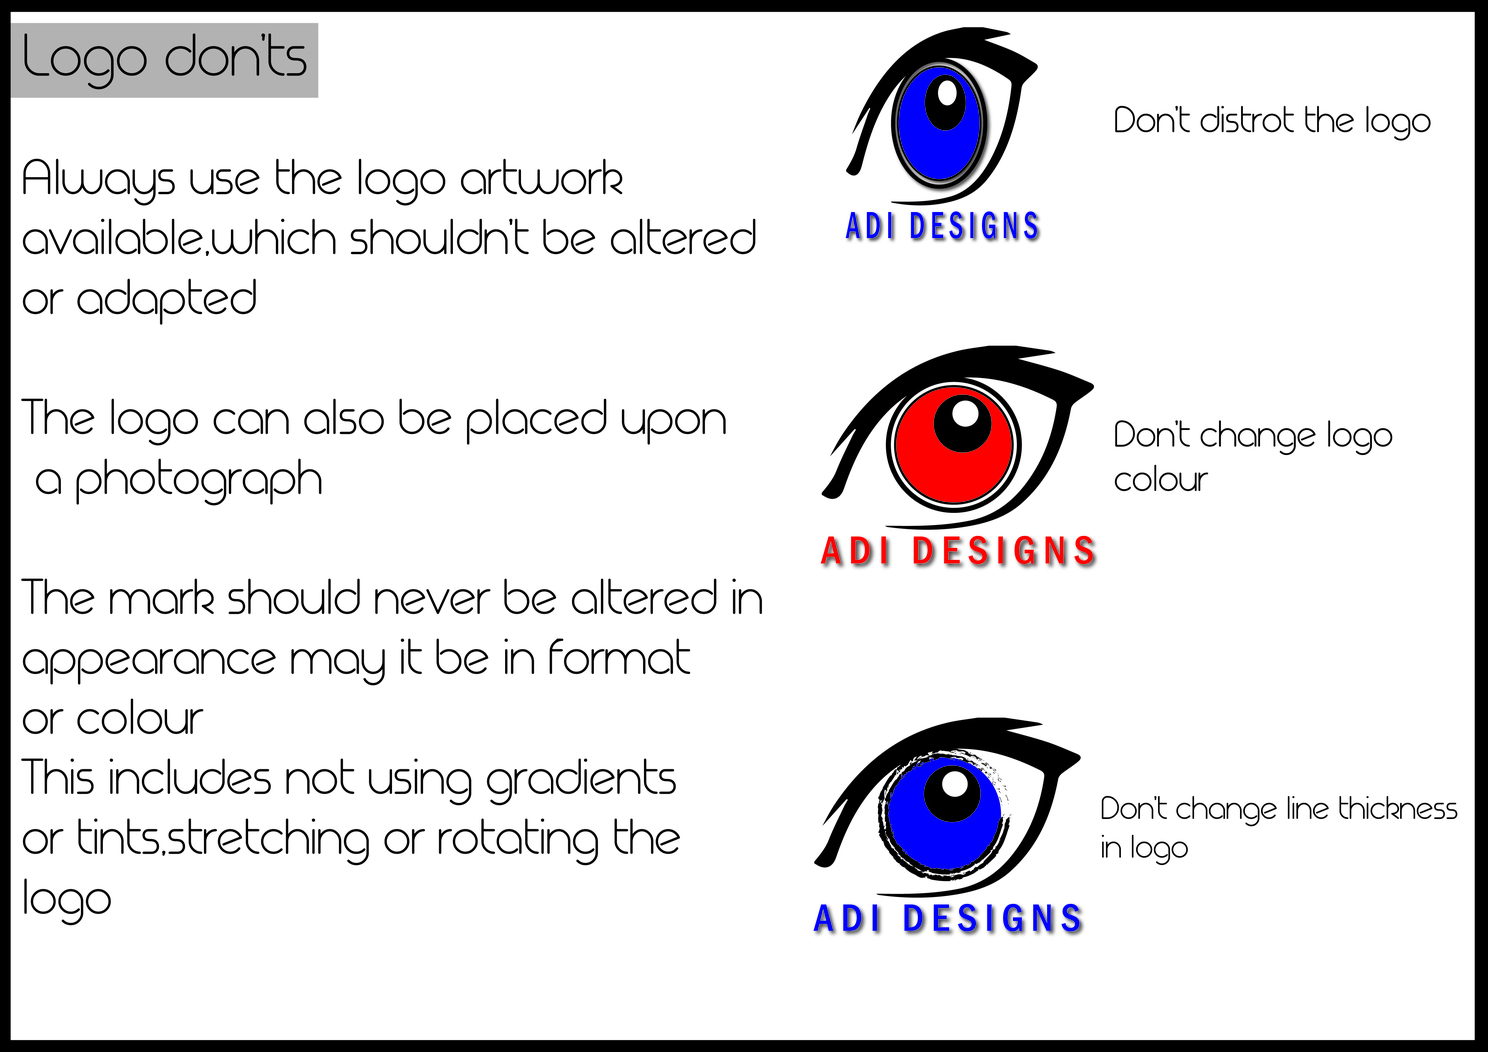 Logo don'ts
Always use the logo artwork
available,which shouldn't be altered
or adapted
The logo can also be placed upon
a photograph
The mark should never be altered in
appearance may it be in format
or colour
This includes not using gradients
or tints,stretching or rotating the
logo
ADI DESIGNS
Don't distrot the logo
ADI DESIGNS
Don't change logo
colour
ADI DESIGNS
Don't change line thickness
in logo